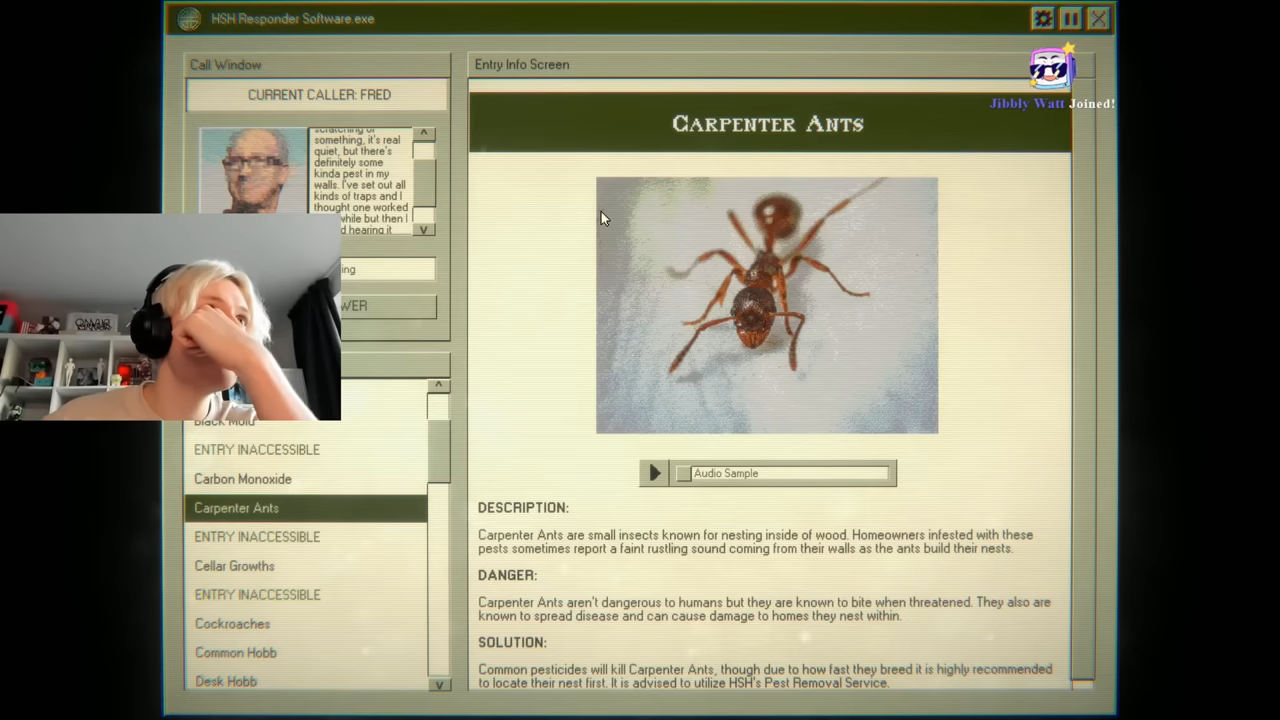 HSH Responder Software.exe
Call Window
CURRENT CALLER: FRED
something, it's real
quiet, but there's
definitely some
kinda pest in my
walls. I've set out all
kinds of traps and I
thought one worked
while but then I
hearing it
Entry Info Screen
Jibbly Watt Joined!
CARPENTER ANTS
Audio Sample
Black Mold
ENTRY INACCESSIBLE
Carbon Monoxide
Carpenter Ants
ENTRY INACCESSIBLE
Cellar Growths
ENTRY INACCESSIBLE
Cockroaches
Common Hobb
Desk Hobb
DESCRIPTION:
Carpenter Ants are small insects known for nesting inside of wood. Homeowners infested with these
pests sometimes report a faint rustling sound coming from their walls as the ants build their nests.
DANGER:
Carpenter Ants aren't dangerous to humans but they are known to bite when threatened. They also are
known to spread disease and can cause damage to homes they nest within.
SOLUTION:
Common pesticides will kill Carpenter Ants, though due to how fast they breed it is highly recommended
to locate their nest first. It is advised to utilize HSH's Pest Removal Service.